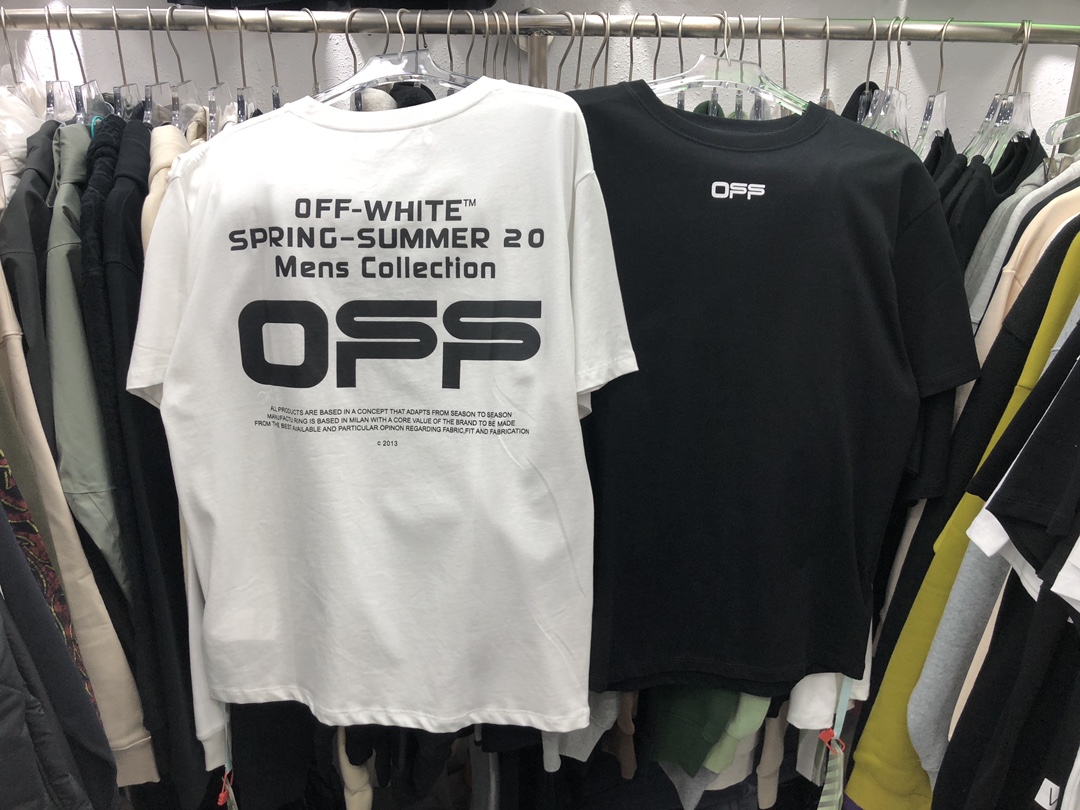 OFF-WHITE™
SPRING-SUMMER 20
Mens Collection
OFF
ALL PRODUCTS ARE BASED IN A CONCEPT THAT ADAPTS FROM SEASON TO SEASON
MANUFACTURING IS BASED IN MILAN WITH A CORE VALUE OF THE BRAND TO BE MADE
FROM THE BEST AVAILABLE AND PARTICULAR OPINON REGARDING FABRIC,FIT AND FABRICATION
c 2013
OFF
L